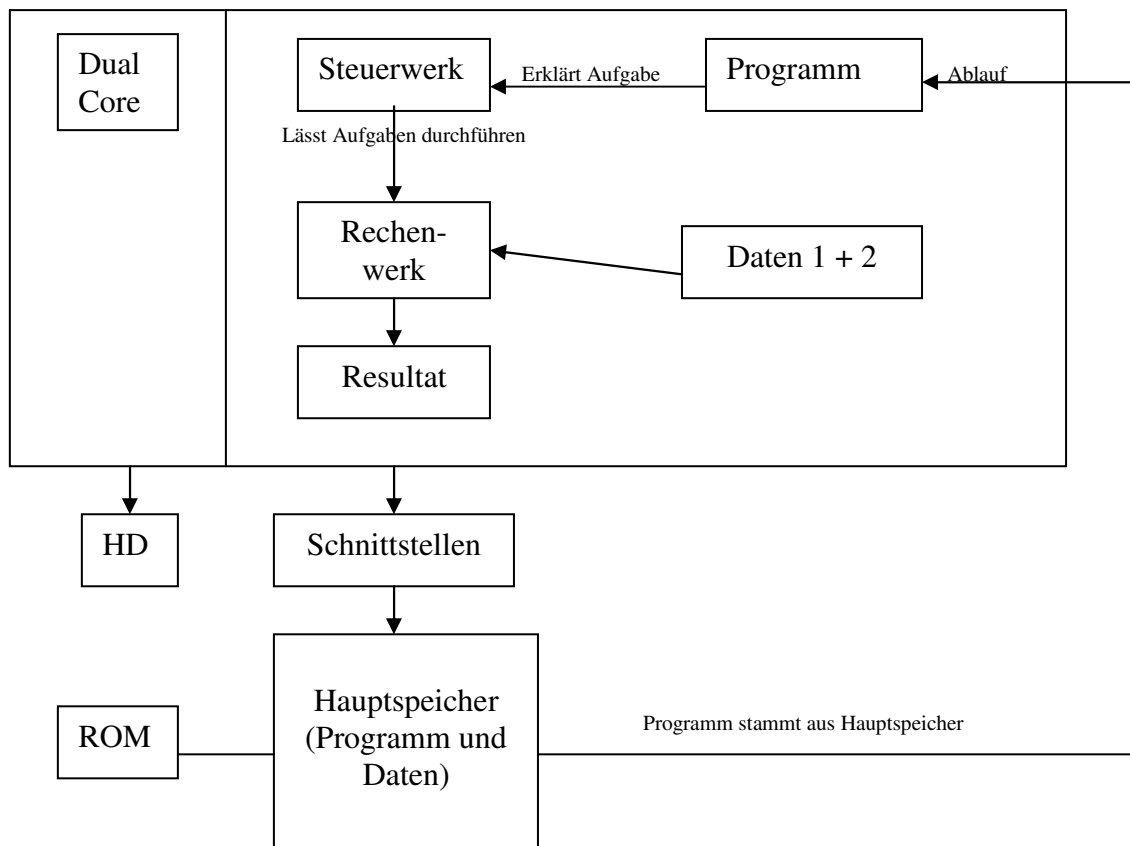 Dual
Core
Steuerwerk
Erklärt Aufgabe
Programm
Ablauf
Lässt Aufgaben durchführen
Rechen-
werk
Daten 1 + 2
Resultat
HD
Schnittstellen
ROM
Hauptspeicher
(Programm und
Daten)
Programm stammt aus Hauptspeicher